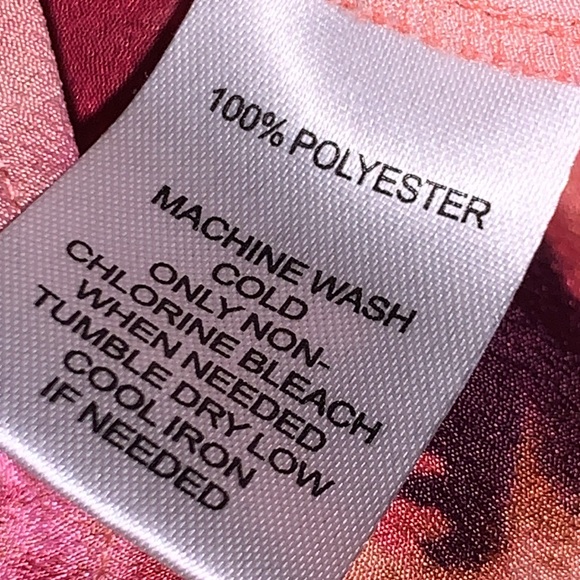 100% POLYESTER
MACHINE WASH
COLD
ONLY NON-
CHLORINE BLEACH
WHEN NEEDED
TUMBLE DRY LOW
COOL IRON
IF NEEDED